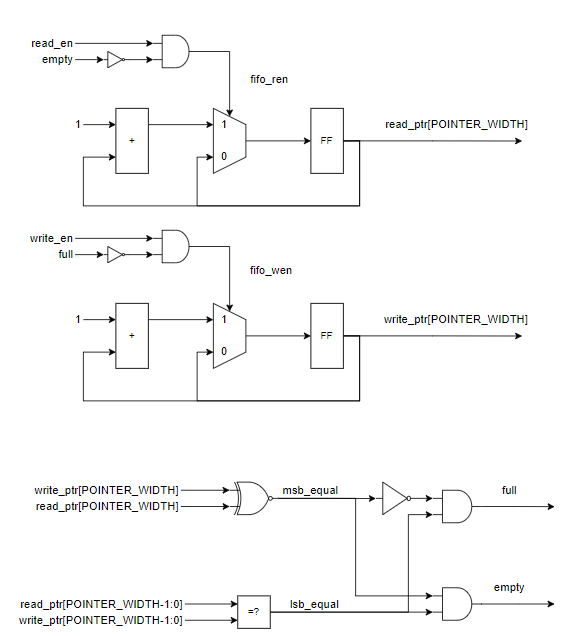 read_en
empty
fifo_ren
1
+
1
0
FF
read_ptr[POINTER_WIDTH]
write_en
full
fifo_wen
1
+
1
0
FF
write_ptr[POINTER_WIDTH]
write_ptr[POINTER_WIDTH]
read_ptr[POINTER_WIDTH]
msb_equal
full
read_ptr[POINTER_WIDTH-1:0]
write_ptr[POINTER_WIDTH-1:0]
=?
lsb_equal
empty